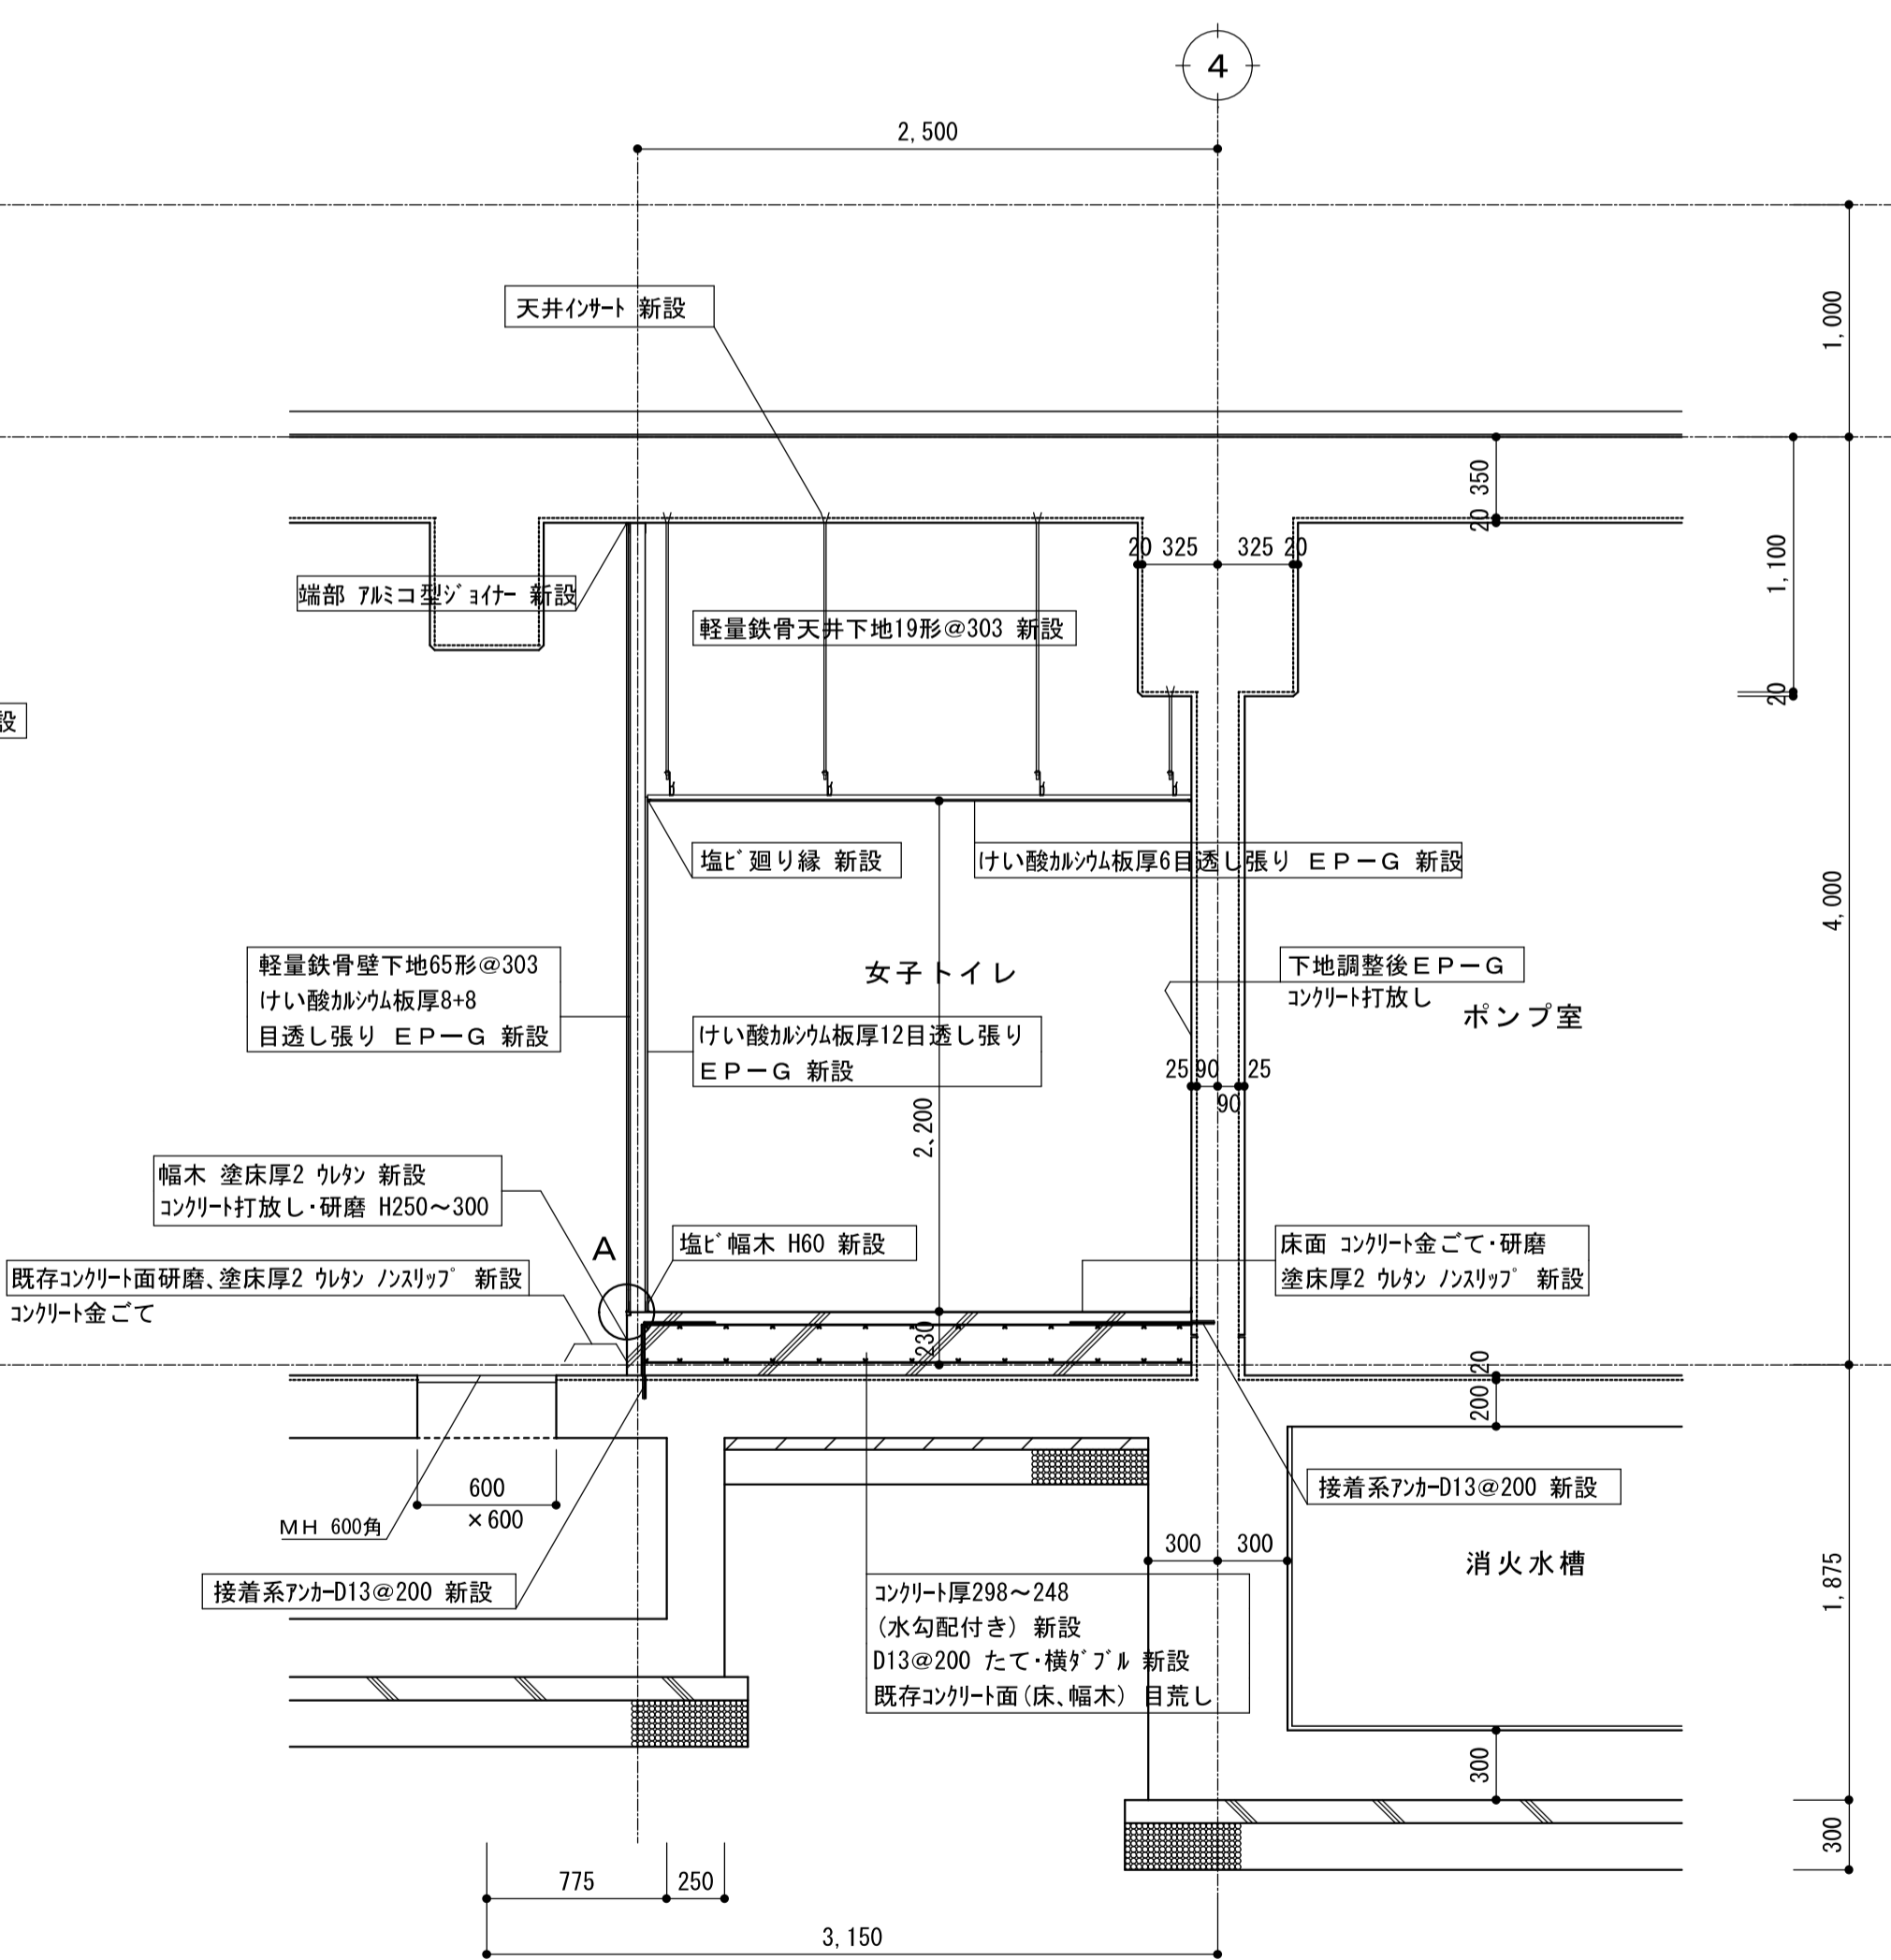 4
2,500
1,000
天井インサート 新設
350
20
20 325
325 20
1,100
端部 アルミコ型ジョイナー 新設
軽量鉄骨天井下地19形@303 新設
20
設
塩ビ廻り縁 新設
けい酸カルシウム板厚6目透し張り EP－G 新設
4,000
軽量鉄骨壁下地65形@303
けい酸カルシウム板厚8+8
目透し張り EP－G 新設
女子トイレ
下地調整後EP－G
コンクリート打放し
ポンプ室
けい酸カルシウム板厚12目透し張り
EP－G 新設
25 90
25
90
2,200
幅木 塗床厚2 ウレタン 新設
コンクリート打放し・研磨 H250～300
A
塩ビ幅木 H60 新設
床面 コンクリート金ごて・研磨
塗床厚2 ウレタン ノンスリップ 新設
既存コンクリート面研磨、塗床厚2 ウレタン ノンスリップ 新設
コンクリート金ごて
230
20
200
600
×600
MH 600角
接着系アンカーD13@200 新設
300
300
消火水槽
接着系アンカーD13@200 新設
コンクリート厚298～248
(水勾配付き) 新設
D13@200 たて・横ダブル 新設
既存コンクリート面(床、幅木) 目荒し
1,875
300
300
775
250
3,150